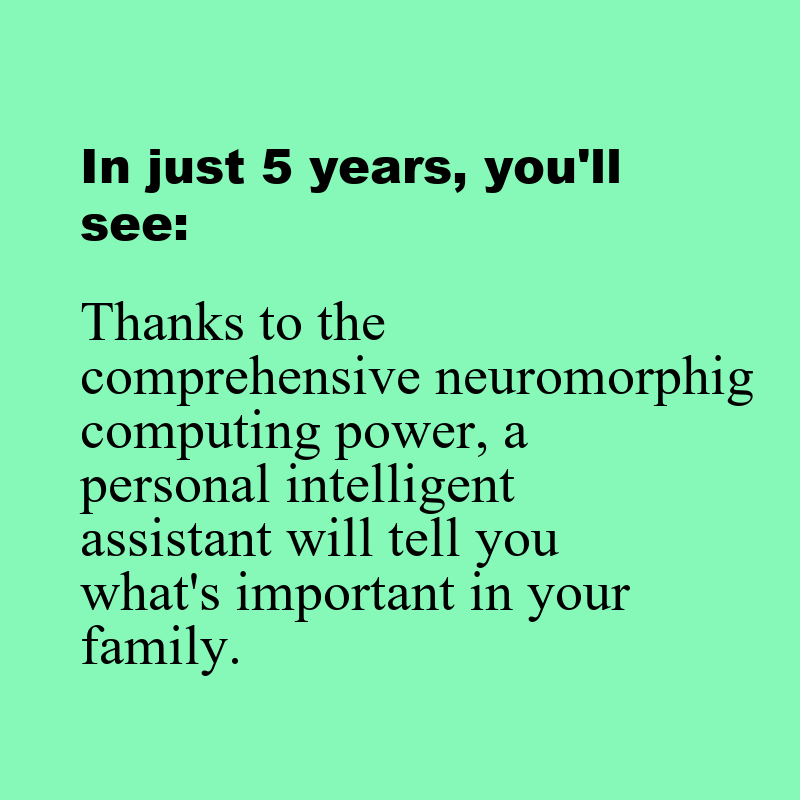 In just 5 years, you'll
see:
Thanks to the
comprehensive neuromorphig
computing power, a
personal intelligent
assistant will tell you
what's important in your
family.